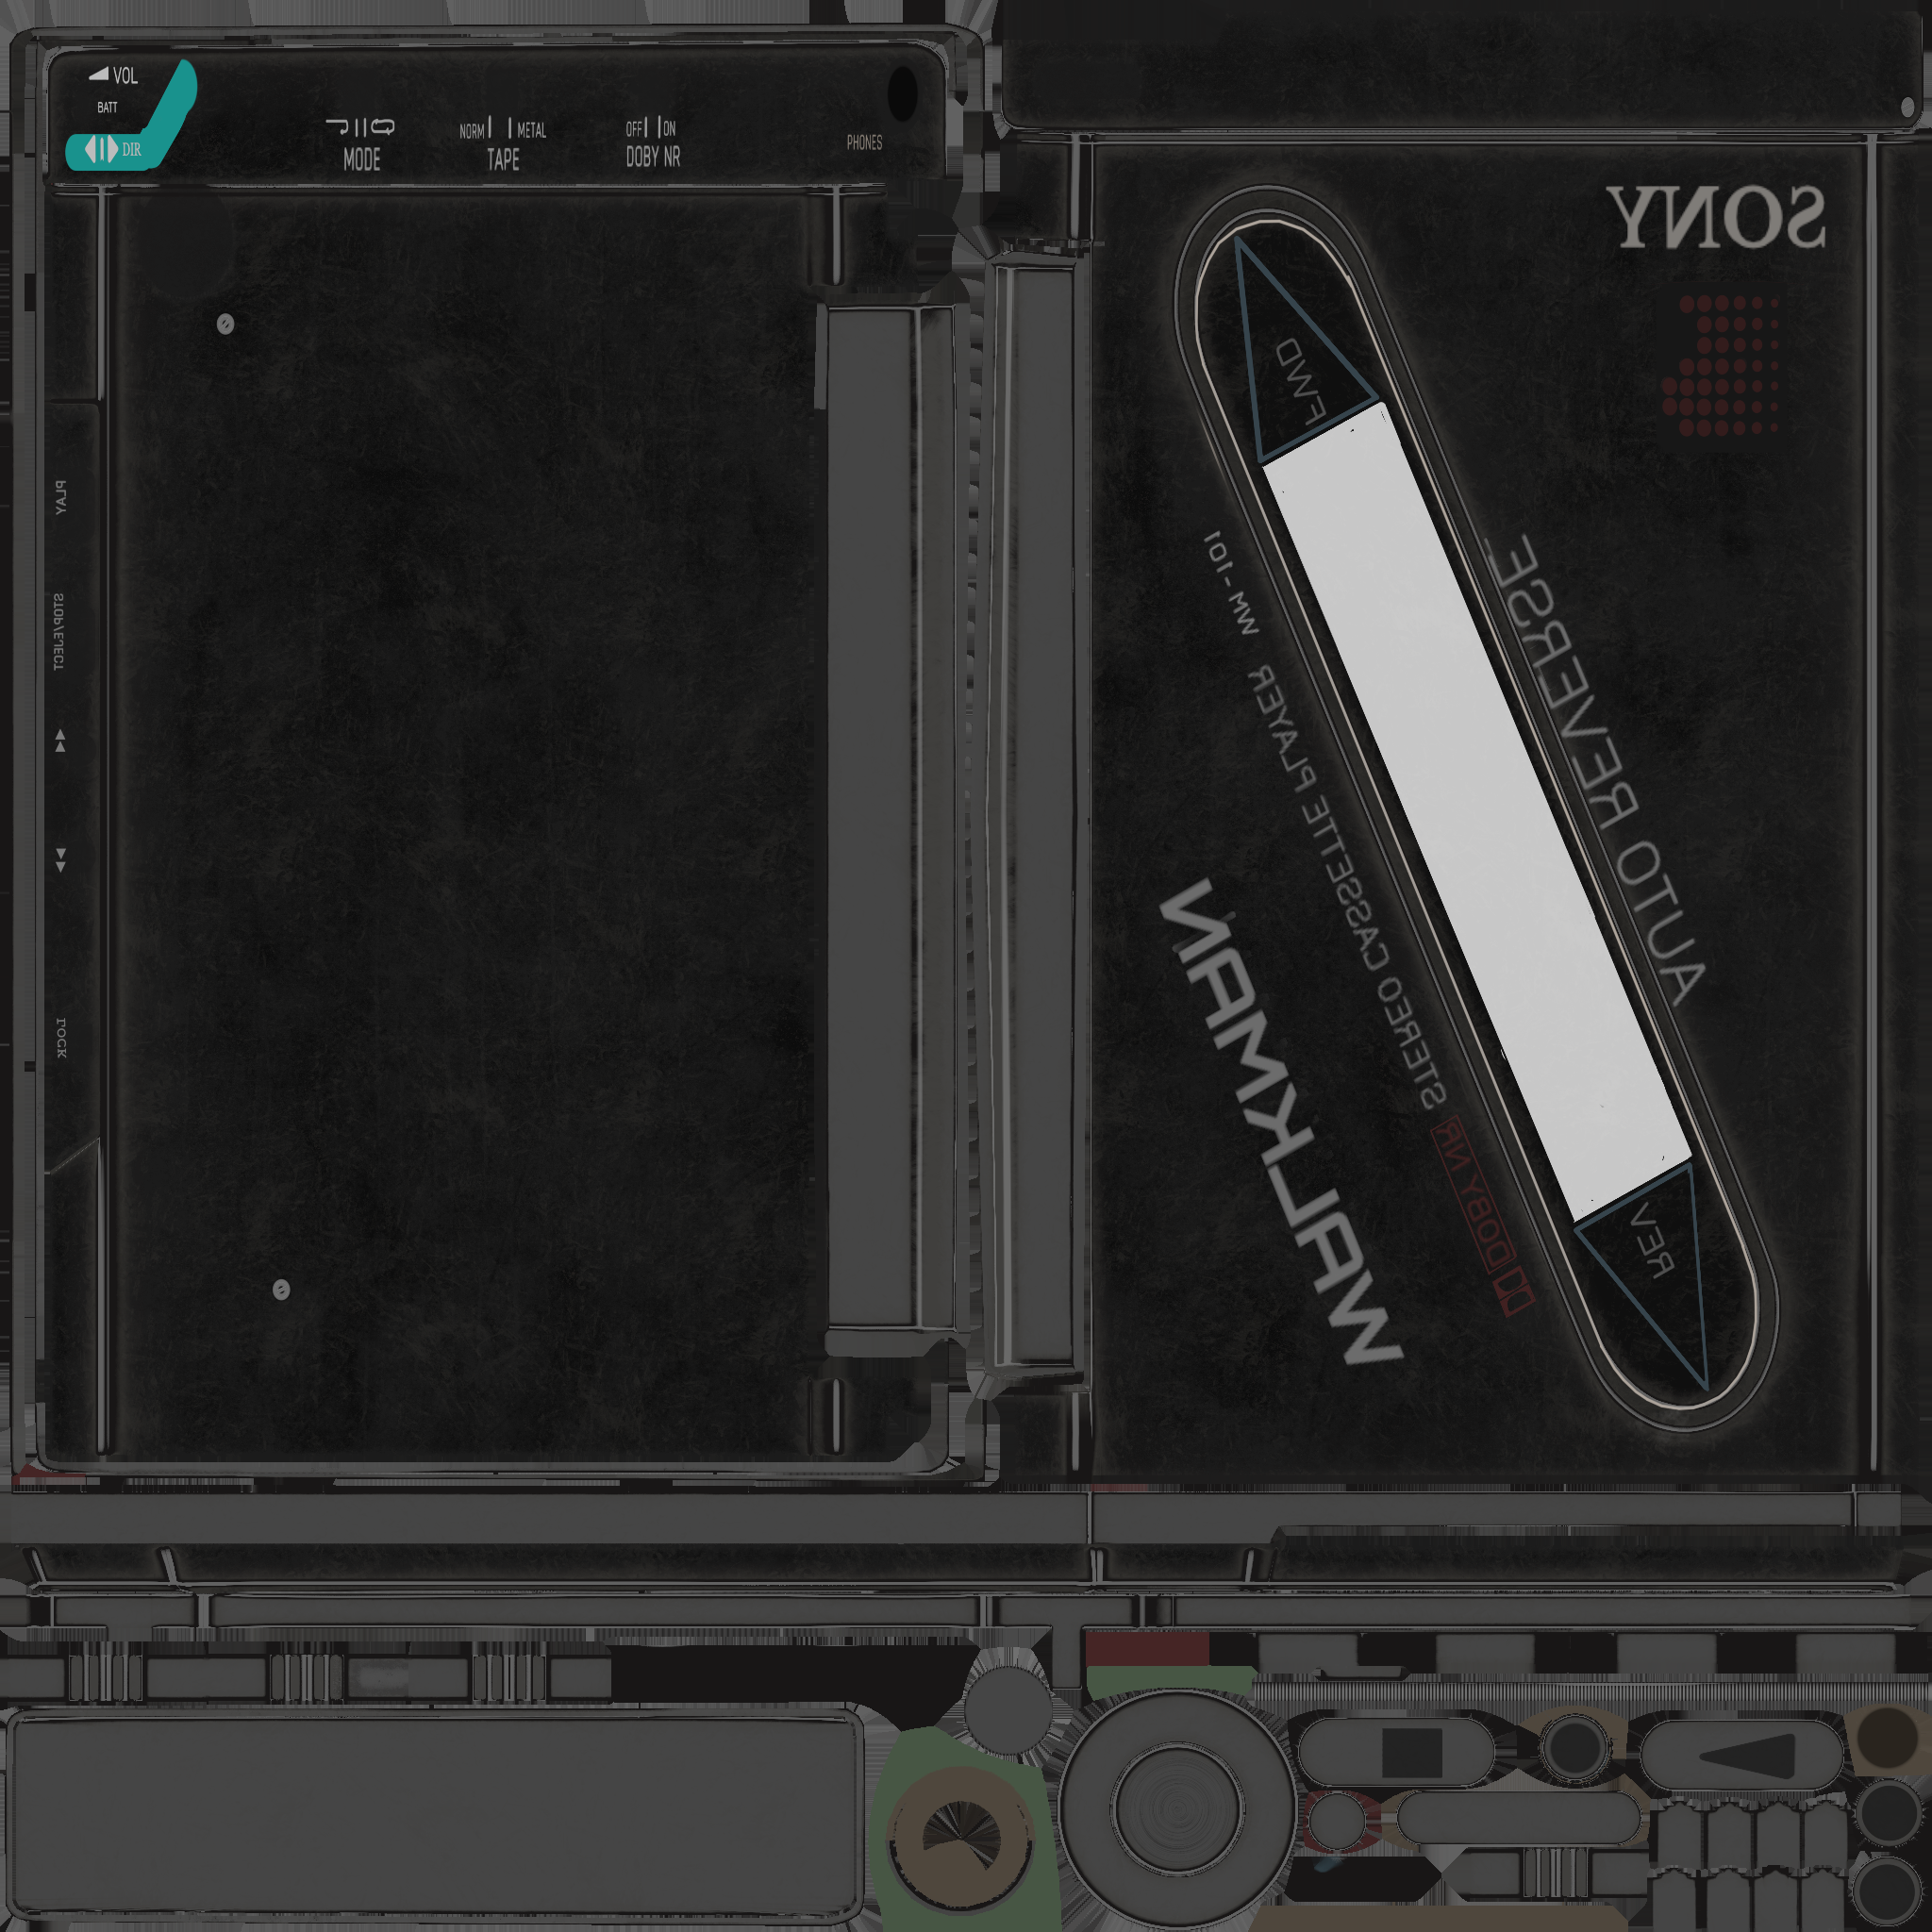 VOL
BATT
DIR
MODE
NORM METAL
TAPE
OFF ON
DOBY NR
PHONES
PLAY
STOP/EJECT
LOCK
SONY
FWD
AUTO REVERSE
REV
WM-101
STEREO CASSETTE PLAYER
DOBY NR
WALKMAN